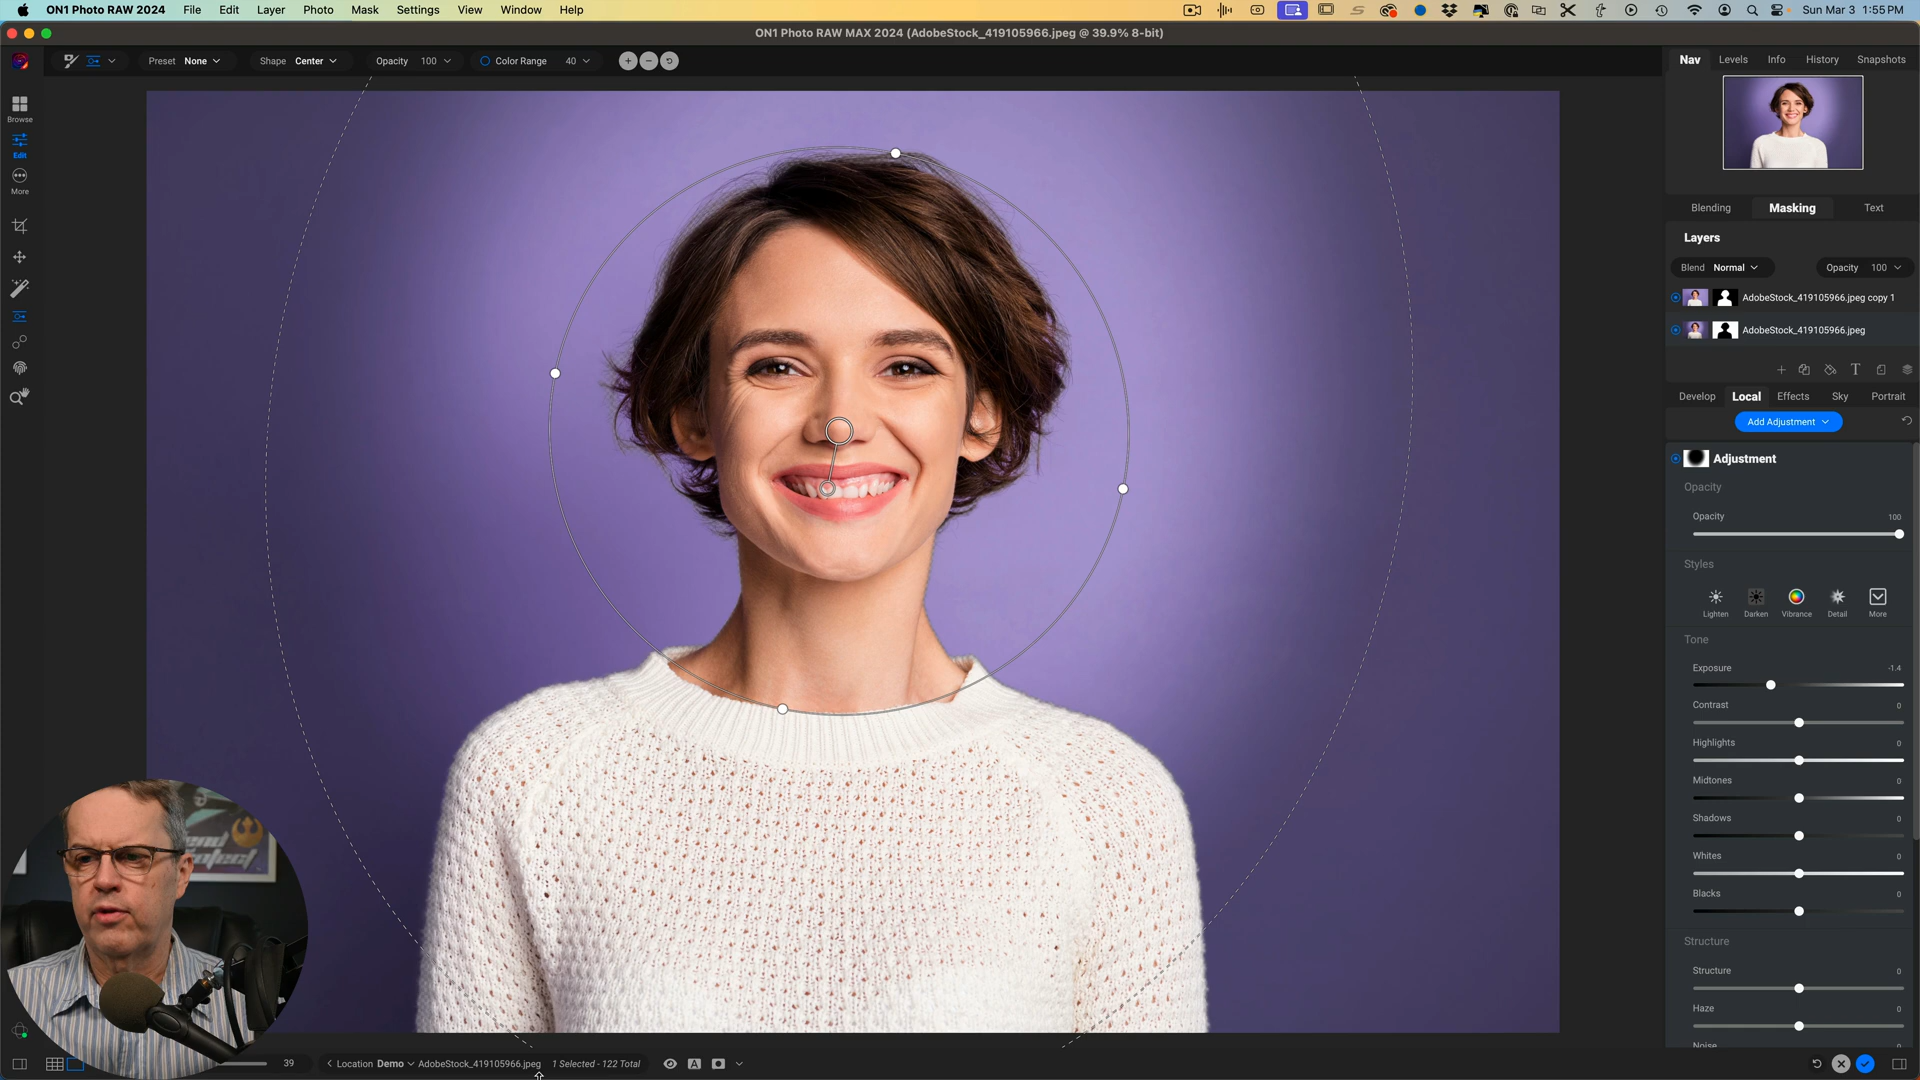 ON1 Photo RAW 2024 File Edit Layer Photo Mask Settings View Window Help
Sun Mar 3 1:55 PM
ON1 Photo RAW MAX 2024 (AdobeStock_419105966.jpeg @ 39.9% 8-bit)
Preset None Shape Center Opacity 100 Color Range 40
Nav Levels Info History Snapshots
Browse
Edit
More
Blending Masking Text
Layers
Blend Normal Opacity 100
AdobeStock_419105966.jpeg copy 1
AdobeStock_419105966.jpeg
Develop Local Effects Sky Portrait
Add Adjustment
Adjustment
Opacity
Opacity 100
Styles
Lighten Darken Vibrance Detail More
Tone
Exposure -1.4
Contrast 0
Highlights 0
Midtones 0
Shadows 0
Whites 0
Blacks 0
Structure
Structure 0
Haze 0
Noise
39 Location Demo AdobeStock_419105966.jpeg 1 Selected - 122 Total